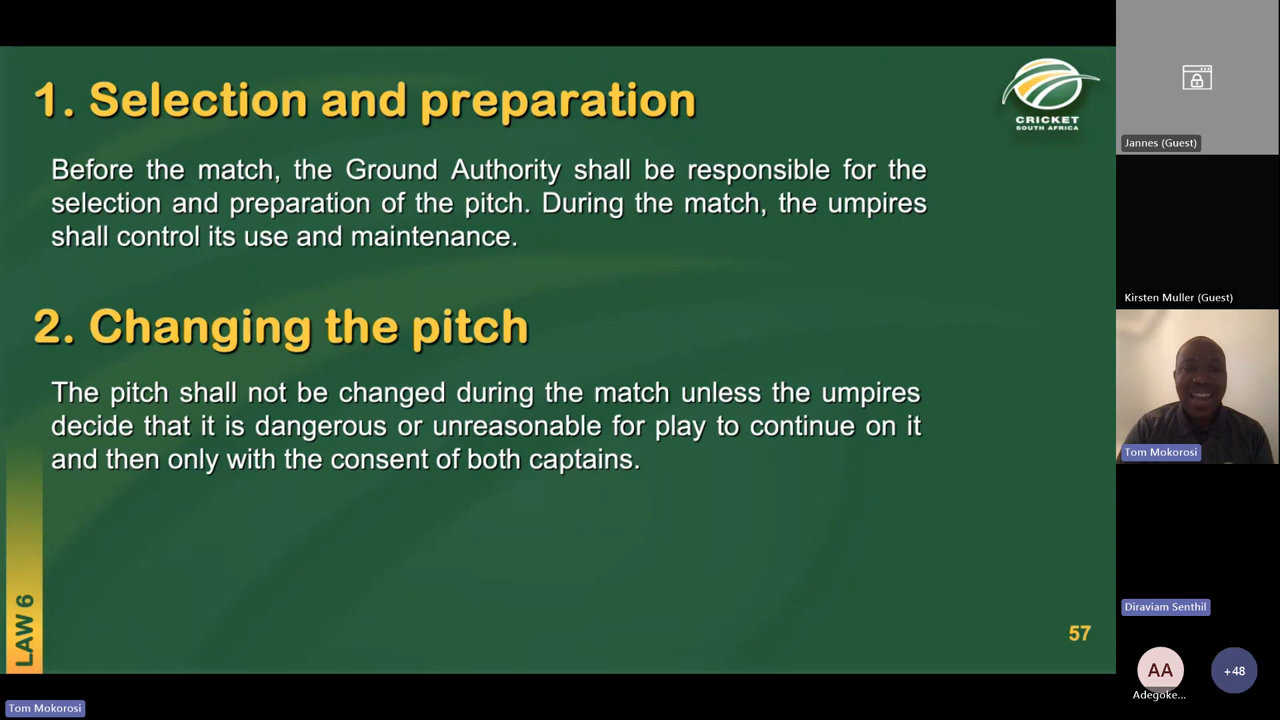 1. Selection and preparation
CRICKET
SOUTH AFRICA
Before the match, the Ground Authority shall be responsible for the
selection and preparation of the pitch. During the match, the umpires
shall control its use and maintenance.
2. Changing the pitch
The pitch shall not be changed during the match unless the umpires
decide that it is dangerous or unreasonable for play to continue on it
and then only with the consent of both captains.
LAW 6
57
Tom Mokorosi
Jannes (Guest)
Kirsten Muller (Guest)
Tom Mokorosi
Diraviam Senthil
AA
Adegoke...
+48